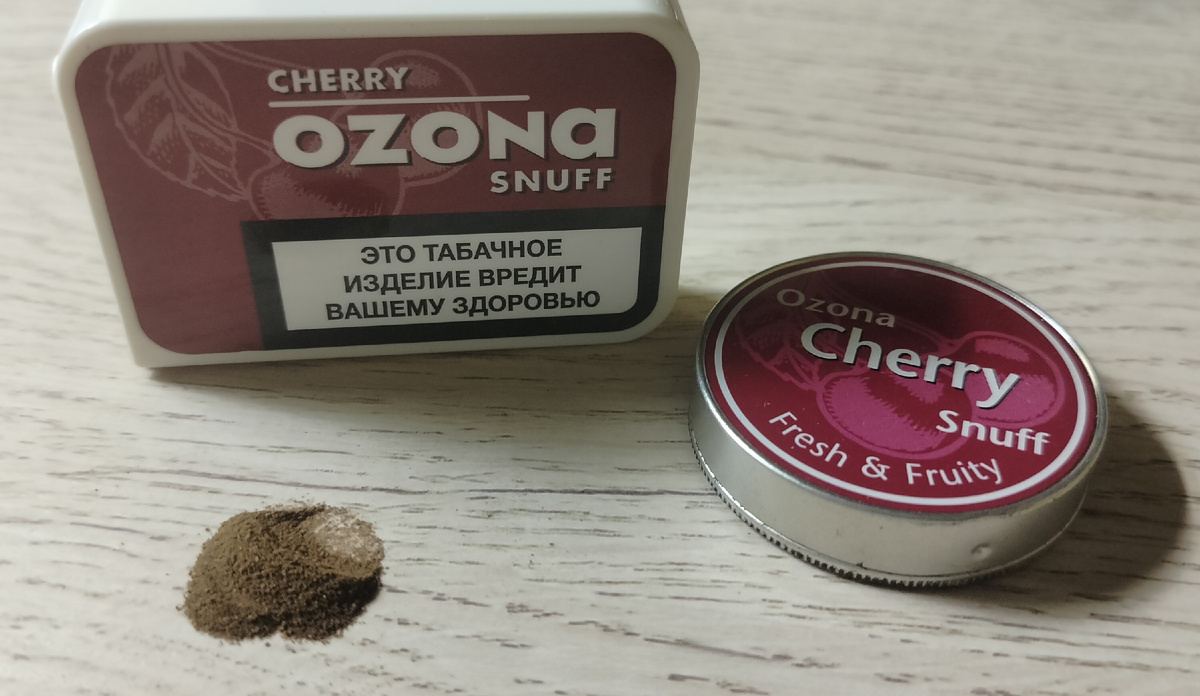 CHERRY
OZONA
SNUFF
ЭТО ТАБАЧНОЕ
ИЗДЕЛИЕ ВРЕДИТ
ВАШЕМУ ЗДОРОВЬЮ
Ozona
Cherry
Snuff
Fresh & Fruity